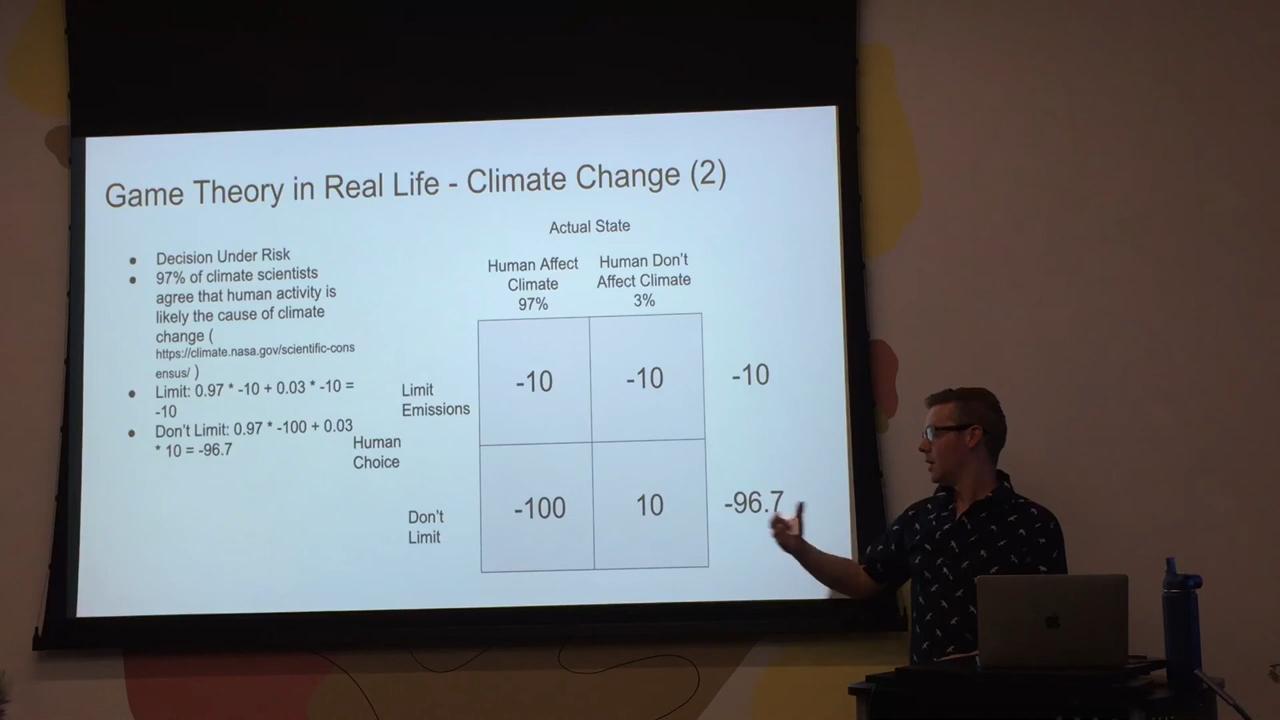 Game Theory in Real Life - Climate Change (2)
Decision Under Risk
97% of climate scientists
agree that human activity is
likely the cause of climate
change (
https://climate.nasa.gov/scientific-cons
ensus/ )
Limit: 0.97 * -10 + 0.03 * -10 =
-10
Don't Limit: 0.97 * -100 + 0.03
* 10 = -96.7
Actual State
Human Affect
Climate
97%
Human Don't
Affect Climate
3%
Limit
Emissions
-10
-10
-10
Human
Choice
Don't
Limit
-100
10
-96.7